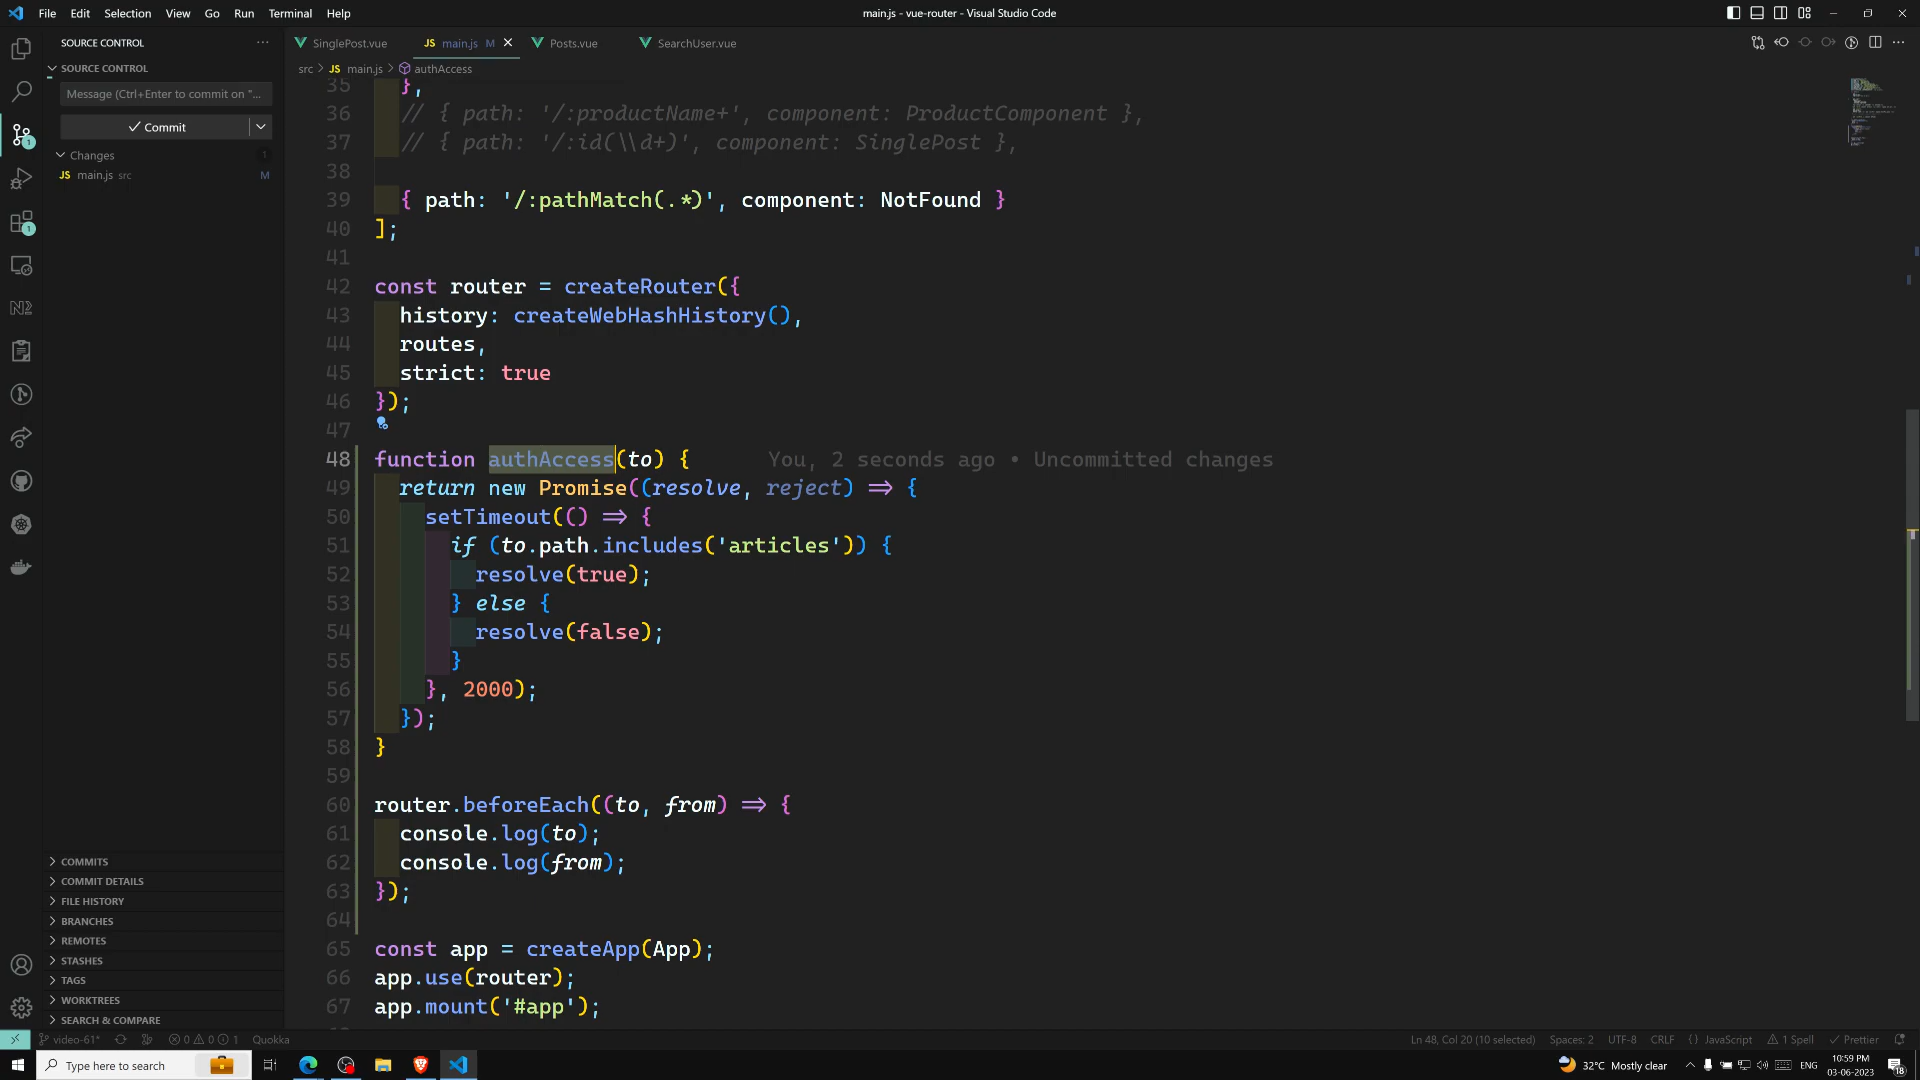 File Edit Selection View Go Run Terminal Help
main.js - vue-router - Visual Studio Code
SOURCE CONTROL
SinglePost.vue
JS main.js M
Posts.vue
SearchUser.vue
SOURCE CONTROL
src > JS main.js > authAccess
Message (Ctrl+Enter to commit on "...
Commit
Changes 1
JS main.js src M
35 },
36 // { path: '/:productName+', component: ProductComponent },
37 // { path: '/:id(\\d+)', component: SinglePost },
38
39 { path: '/:pathMatch(.*)', component: NotFound }
40 ];
41
42 const router = createRouter({
43 history: createWebHashHistory(),
44 routes,
45 strict: true
46 });
47
48 function authAccess(to) { You, 2 seconds ago • Uncommitted changes
49 return new Promise((resolve, reject) => {
50 setTimeout(() => {
51 if (to.path.includes('articles')) {
52 resolve(true);
53 } else {
54 resolve(false);
55 }
56 }, 2000);
57 });
58 }
59
60 router.beforeEach((to, from) => {
61 console.log(to);
62 console.log(from);
63 });
64
65 const app = createApp(App);
66 app.use(router);
67 app.mount('#app');
COMMITS
COMMIT DETAILS
FILE HISTORY
BRANCHES
REMOTES
STASHES
TAGS
WORKTREES
SEARCH & COMPARE
video-61* 0 0 1 Quokka
Ln 48, Col 20 (10 selected) Spaces: 2 UTF-8 CRLF {} JavaScript 1 Spell Prettier
Type here to search
32°C Mostly clear
ENG
10:59 PM
03-06-2023
18